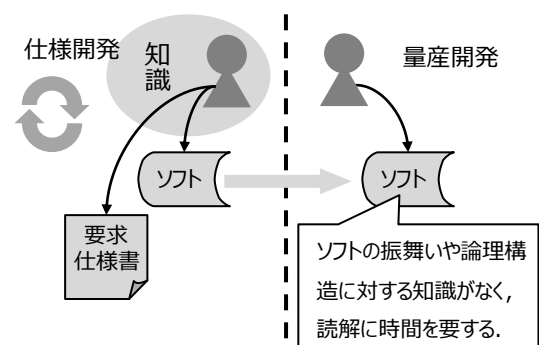 仕様開発
知
識
量産開発
ソフト
ソフト
要求
仕様書
ソフトの振舞いや論理構
造に対する知識がなく,
読解に時間を要する.